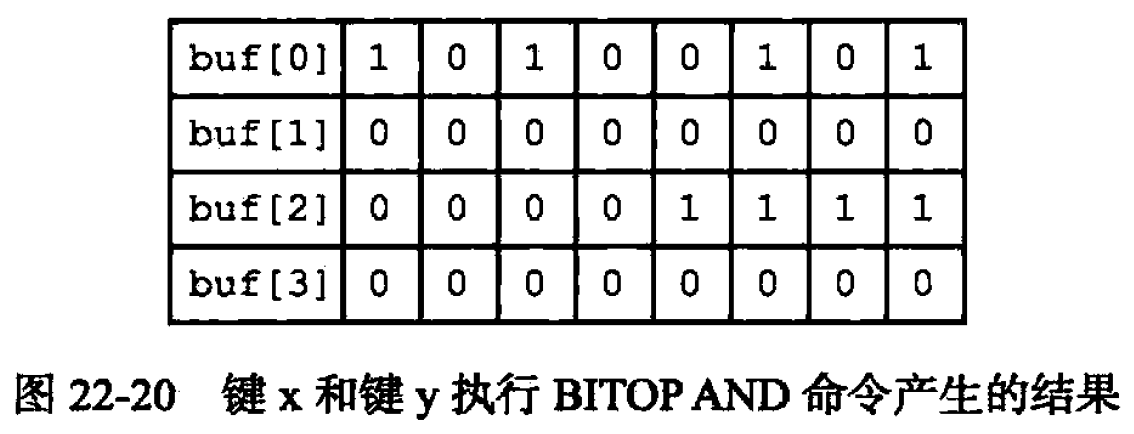 buf[0] 1 0 1 0 0 1 0 1
buf[1] 0 0 0 0 0 0 0 0
buf[2] 0 0 0 0 1 1 1 1
buf[3] 0 0 0 0 0 0 0 0
图 22-20 键 x 和键 y 执行 BITOP AND 命令产生的结果